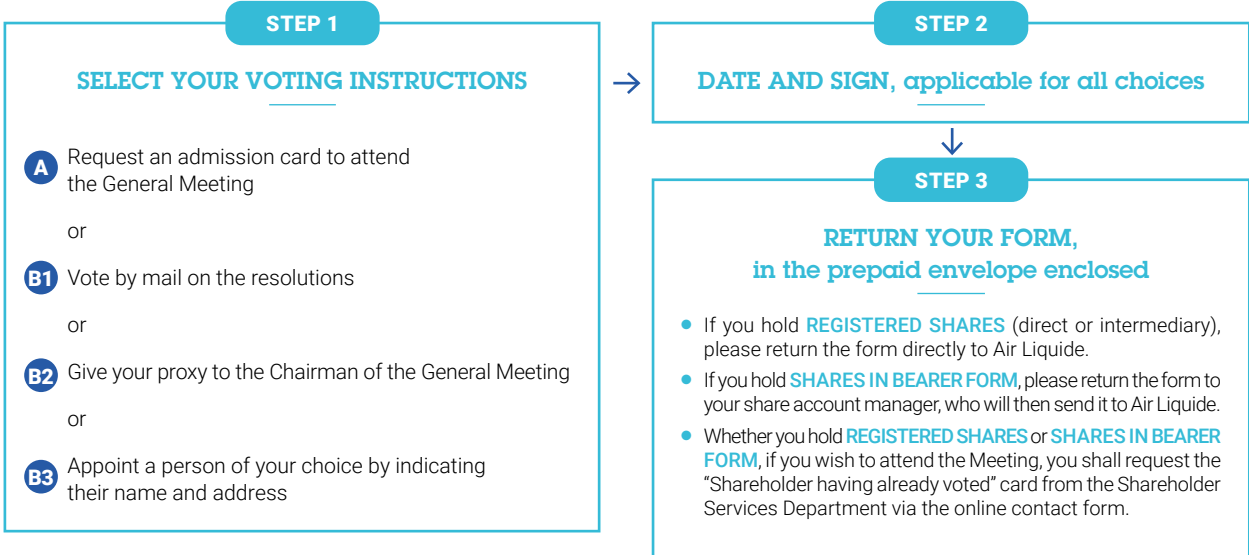 STEP 1
SELECT YOUR VOTING INSTRUCTIONS
A Request an admission card to attend
the General Meeting
or
B1 Vote by mail on the resolutions
or
B2 Give your proxy to the Chairman of the General Meeting
or
B3 Appoint a person of your choice by indicating
their name and address
STEP 2
DATE AND SIGN, applicable for all choices
STEP 3
RETURN YOUR FORM,
in the prepaid envelope enclosed
• If you hold REGISTERED SHARES (direct or intermediary),
please return the form directly to Air Liquide.
• If you hold SHARES IN BEARER FORM, please return the form to
your share account manager, who will then send it to Air Liquide.
• Whether you hold REGISTERED SHARES or SHARES IN BEARER
FORM, if you wish to attend the Meeting, you shall request the
“Shareholder having already voted” card from the Shareholder
Services Department via the online contact form.